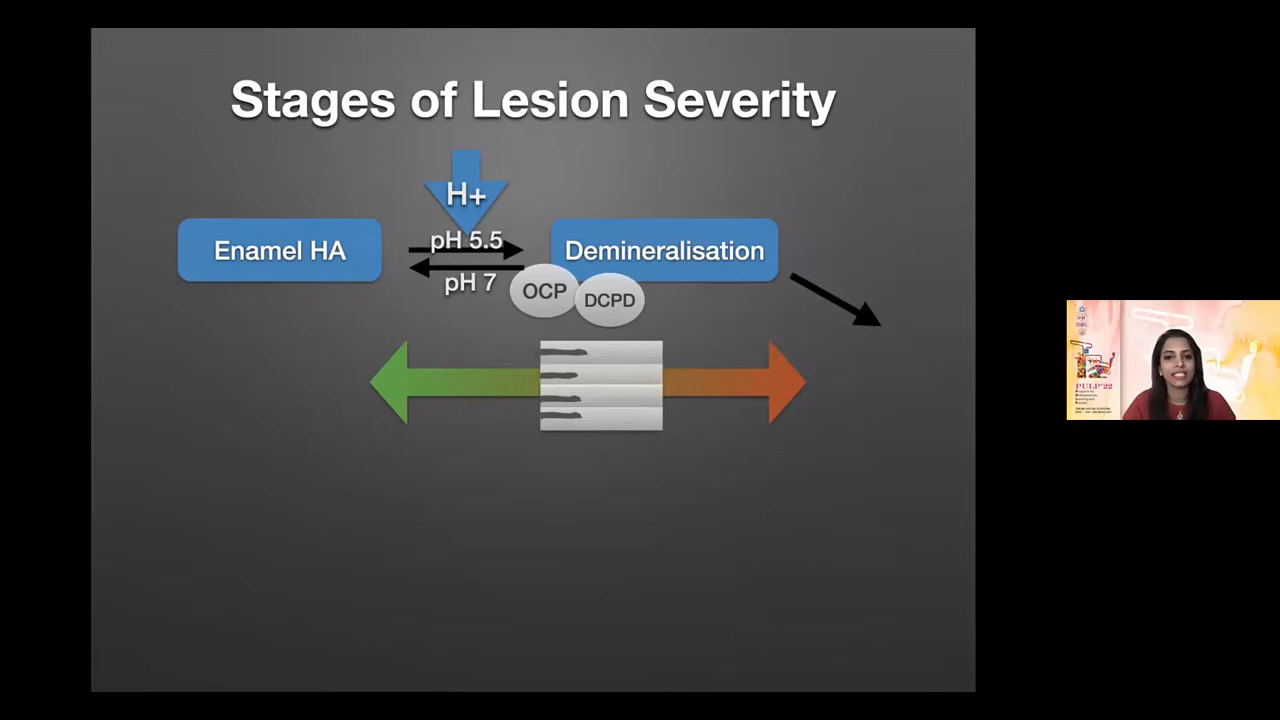 Stages of Lesion Severity
H+
Enamel HA
pH 5.5
Demineralisation
pH 7
OCP
DCPD
PULP'22